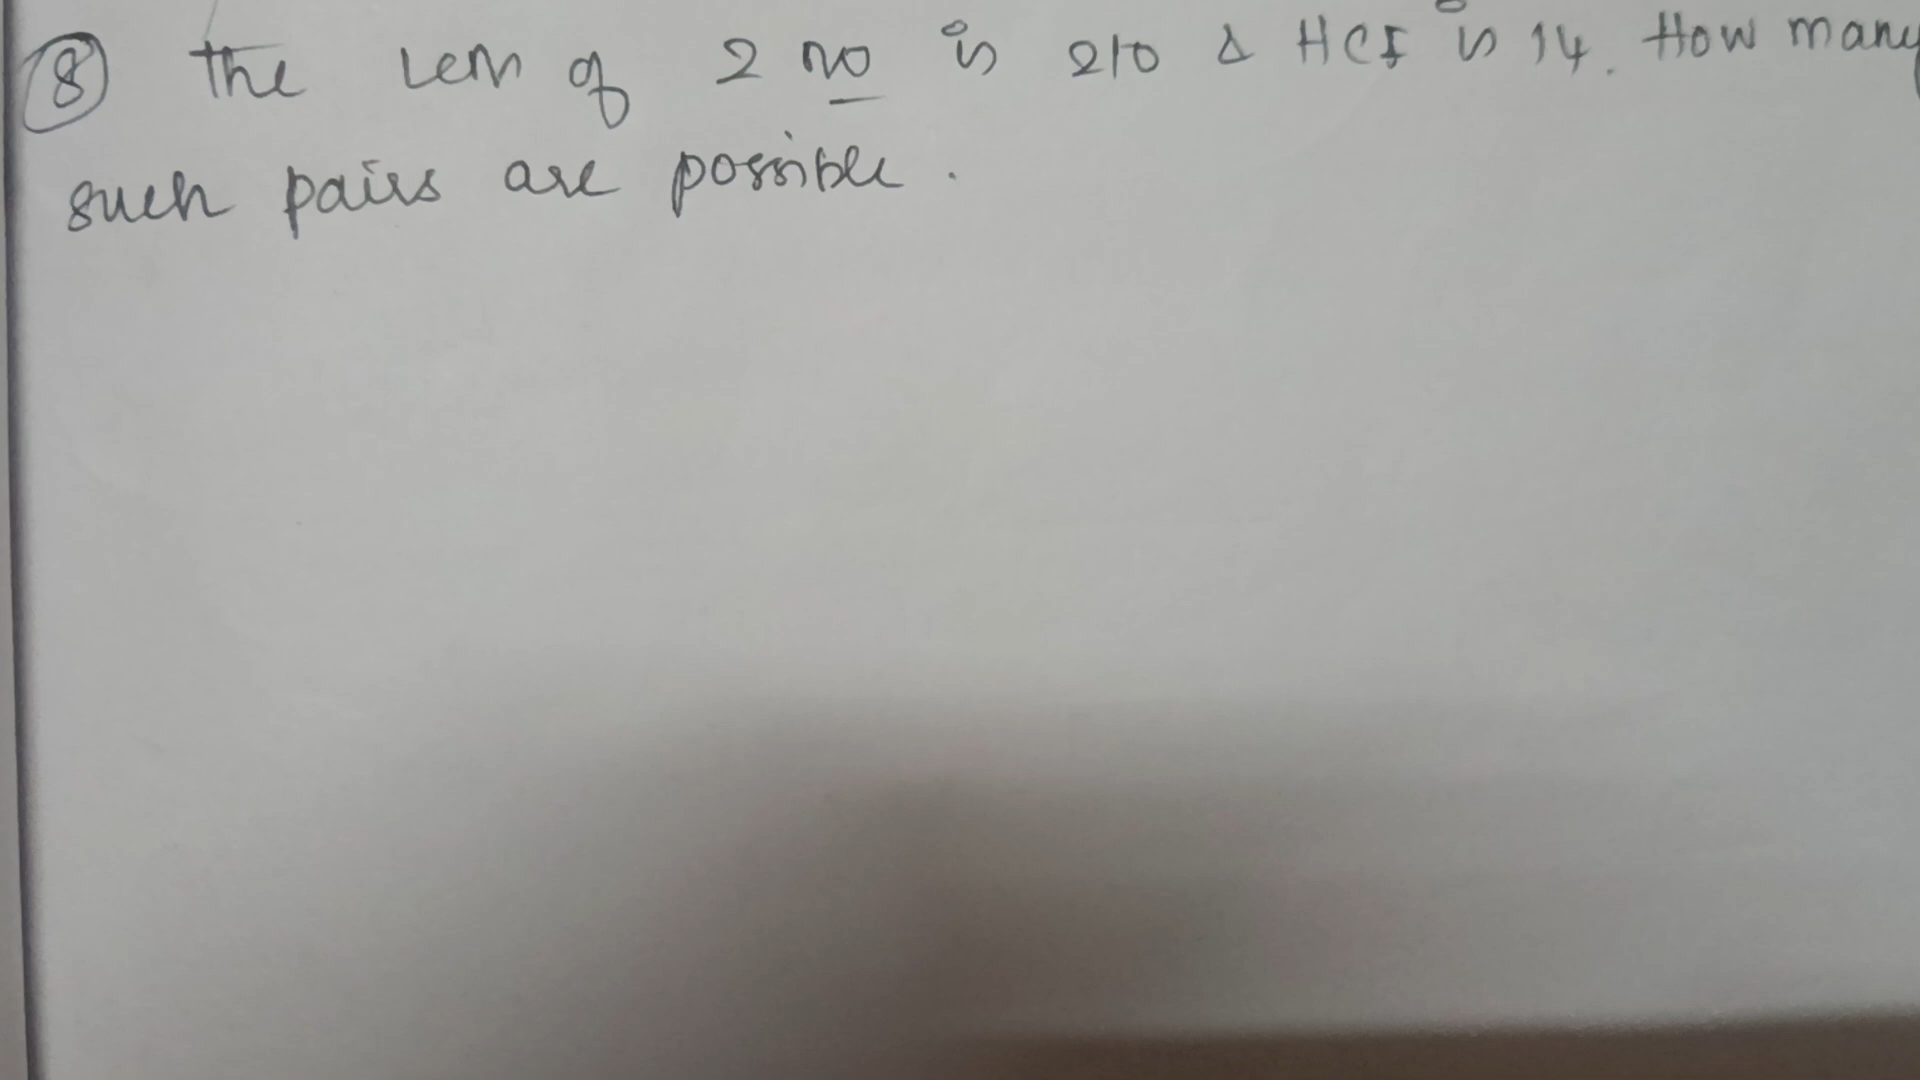 ⑧ The LCM of 2 no is 210 & HCF is 14. How many
such pairs are possible.